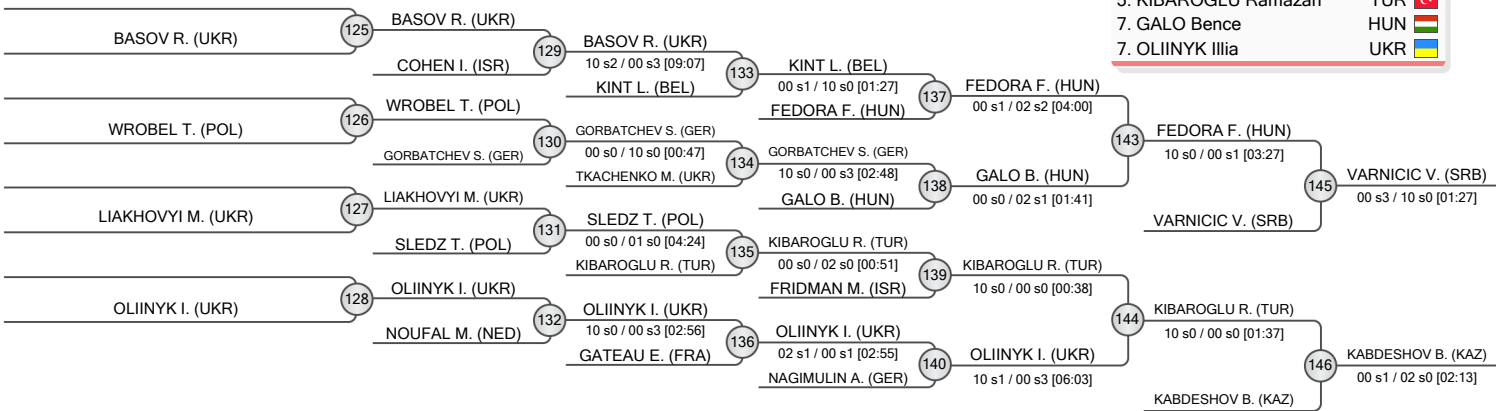 5. KIBAROGLU Ramazan TUR
7. GALO Bence HUN
7. OLIINYK Illia UKR
BASOV R. (UKR)
125
WROBEL T. (POL)
126
LIAKHOVYI M. (UKR)
127
OLIINYK I. (UKR)
128
BASOV R. (UKR)
COHEN I. (ISR)
129
WROBEL T. (POL)
GORBATCHEV S. (GER)
130
LIAKHOVYI M. (UKR)
SLEDZ T. (POL)
131
OLIINYK I. (UKR)
NOUFAL M. (NED)
132
BASOV R. (UKR)
10 s2 / 00 s3 [09:07]
KINT L. (BEL)
133
GORBATCHEV S. (GER)
00 s0 / 10 s0 [00:47]
TKACHENKO M. (UKR)
134
SLEDZ T. (POL)
00 s0 / 01 s0 [04:24]
KIBAROGLU R. (TUR)
135
OLIINYK I. (UKR)
10 s0 / 00 s3 [02:56]
GATEAU E. (FRA)
136
KINT L. (BEL)
00 s1 / 10 s0 [01:27]
FEDORA F. (HUN)
137
GORBATCHEV S. (GER)
10 s0 / 00 s3 [02:48]
GALO B. (HUN)
138
KIBAROGLU R. (TUR)
00 s0 / 02 s0 [00:51]
FRIDMAN M. (ISR)
139
OLIINYK I. (UKR)
02 s1 / 00 s1 [02:55]
NAGIMULIN A. (GER)
140
FEDORA F. (HUN)
00 s1 / 02 s2 [04:00]
GALO B. (HUN)
00 s0 / 02 s1 [01:41]
143
KIBAROGLU R. (TUR)
10 s0 / 00 s0 [00:38]
OLIINYK I. (UKR)
10 s1 / 00 s3 [06:03]
144
FEDORA F. (HUN)
10 s0 / 00 s1 [03:27]
VARNICIC V. (SRB)
145
KIBAROGLU R. (TUR)
10 s0 / 00 s0 [01:37]
KABDESHOV B. (KAZ)
146
VARNICIC V. (SRB)
00 s3 / 10 s0 [01:27]
KABDESHOV B. (KAZ)
00 s1 / 02 s0 [02:13]